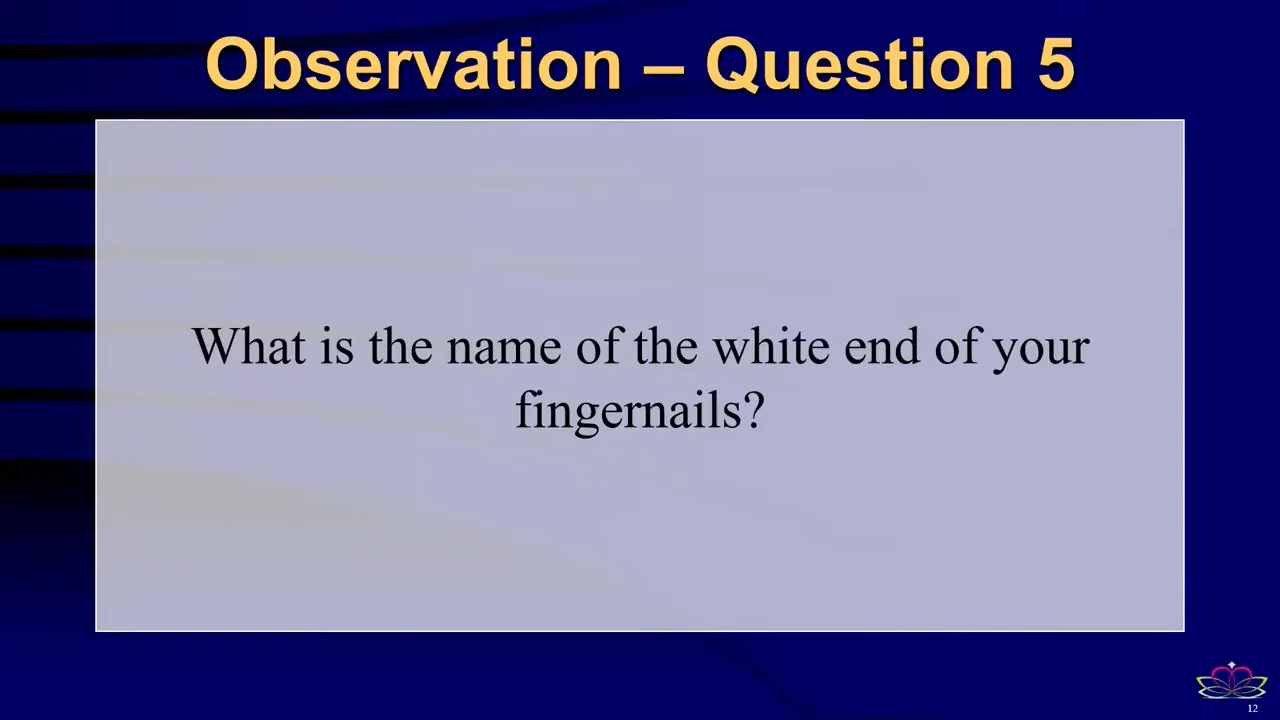 Observation – Question 5
What is the name of the white end of your
fingernails?
12